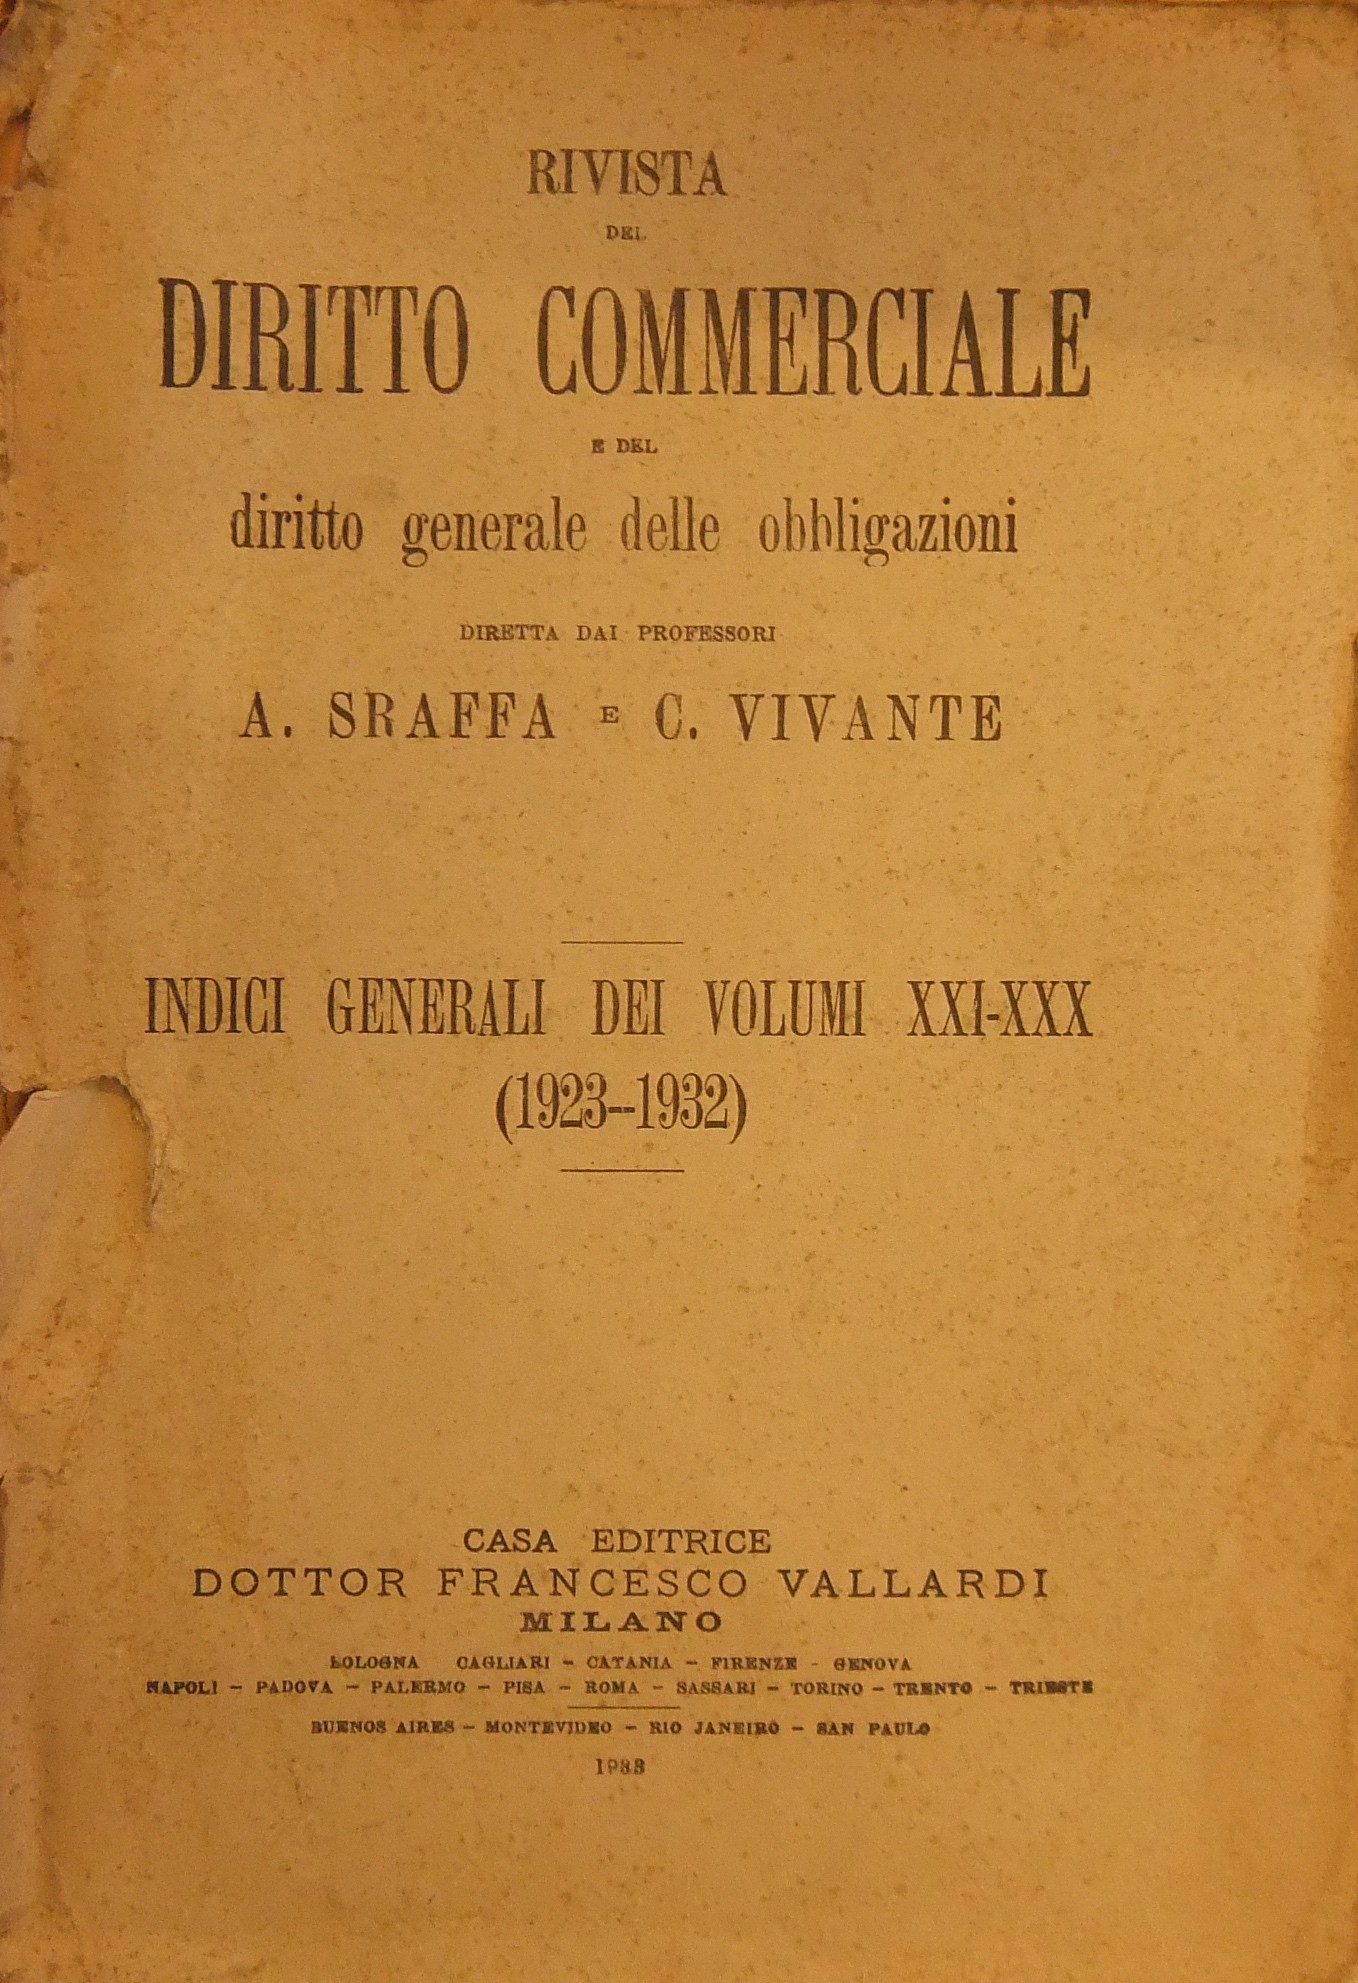 RIVISTA
DEL
DIRITTO COMMERCIALE
E DEL
diritto generale delle obbligazioni
DIRETTA DAI PROFESSORI
A. SRAFFA E C. VIVANTE
INDICI GENERALI DEI VOLUMI XXI-XXX
(1923--1932)
CASA EDITRICE
DOTTOR FRANCESCO VALLARDI
MILANO
BOLOGNA CAGLIARI - CATANIA - FIRENZE - GENOVA
NAPOLI - PADOVA - PALERMO - PISA - ROMA - SASSARI - TORINO - TRENTO - TRIESTE
BUENOS AIRES - MONTEVIDEO - RIO JANEIRO - SAN PAULO
1933